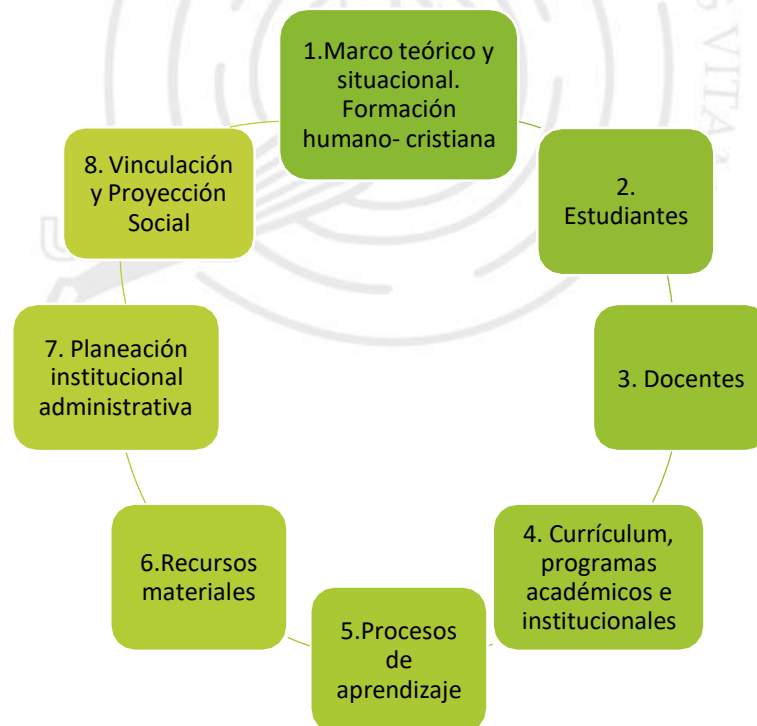 1.Marco teórico y
situacional.
Formación
humano- cristiana
2.
Estudiantes
3. Docentes
4. Currículum,
programas
académicos e
institucionales
5.Procesos
de
aprendizaje
6.Recursos
materiales
7. Planeación
institucional
administrativa
8. Vinculación
y Proyección
Social
S VITA